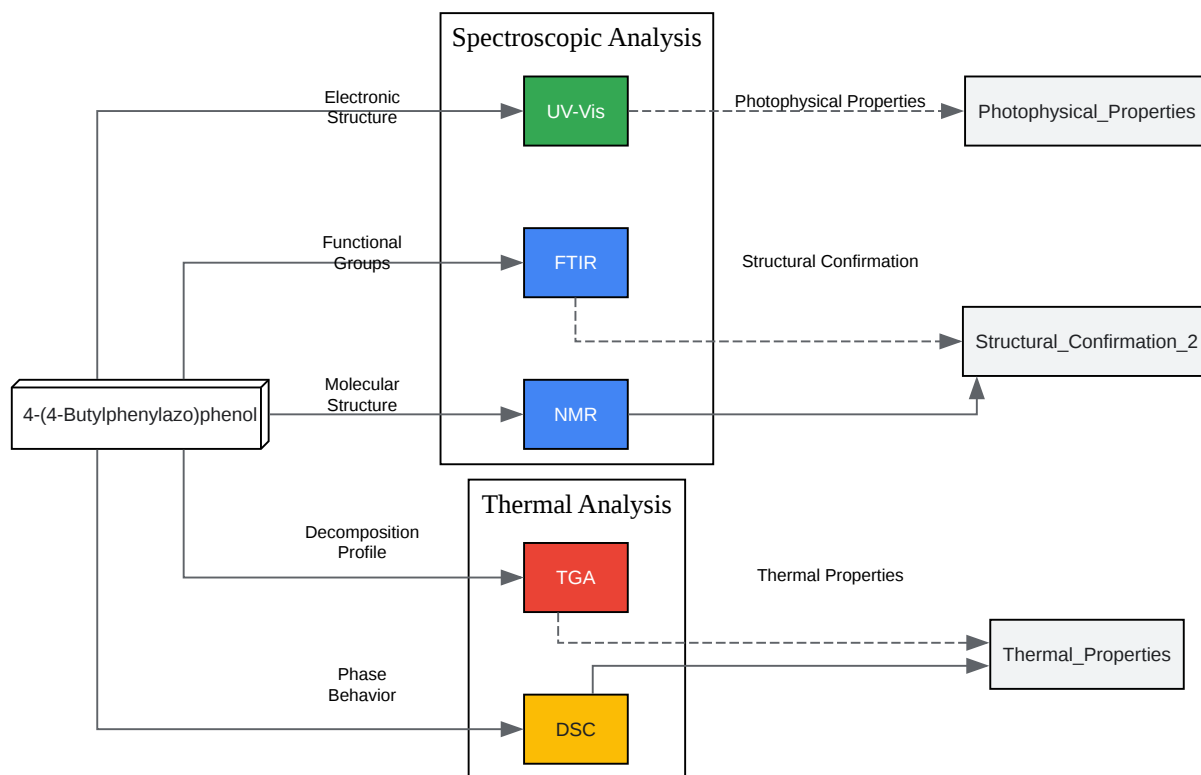 Spectroscopic Analysis
Electronic
Structure
UV-Vis
Photophysical Properties
Photophysical_Properties
Functional
Groups
FTIR
Structural Confirmation
Structural_Confirmation_2
4-(4-Butylphenylazo)phenol
Molecular
Structure
NMR
Thermal Analysis
Decomposition
Profile
TGA
Thermal Properties
Thermal_Properties
Phase
Behavior
DSC